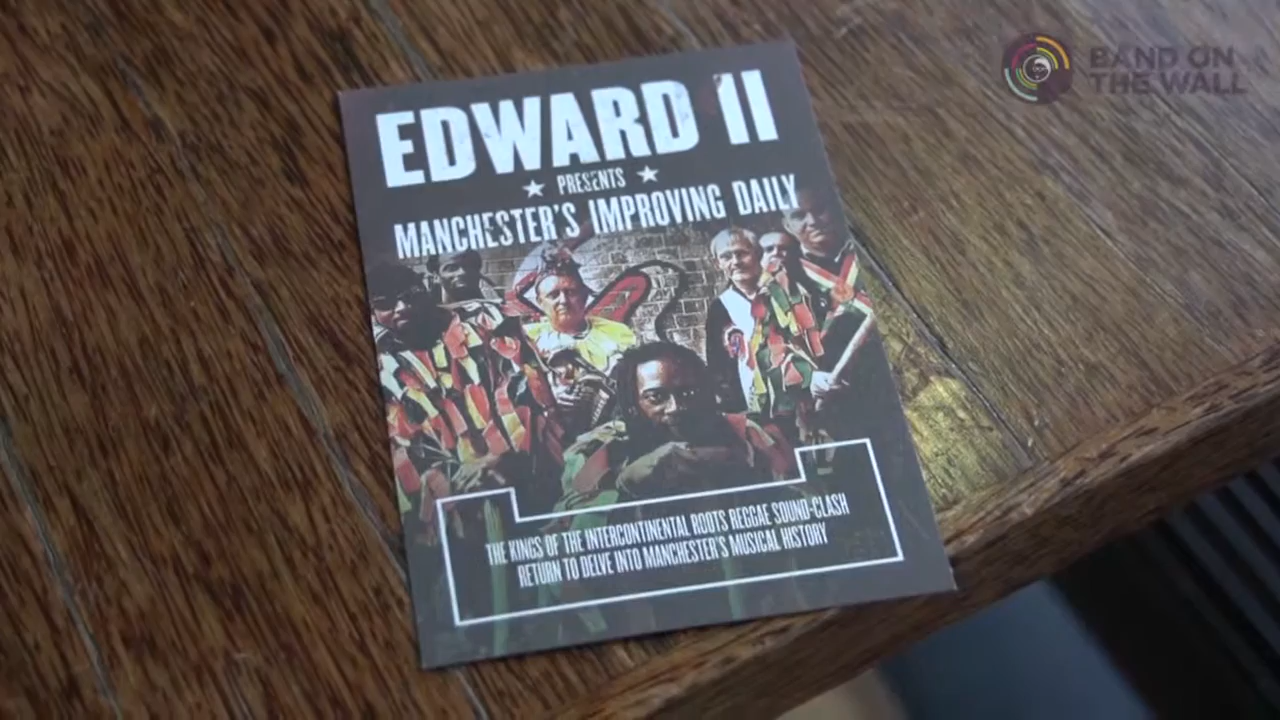 BAND ON
THE WALL
EDWARD II
PRESENTS
MANCHESTER'S IMPROVING DAILY
THE KINGS OF THE INTERCONTINENTAL ROOTS REGGAE SOUND-CLASH
RETURN TO DELVE INTO MANCHESTER'S MUSICAL HISTORY